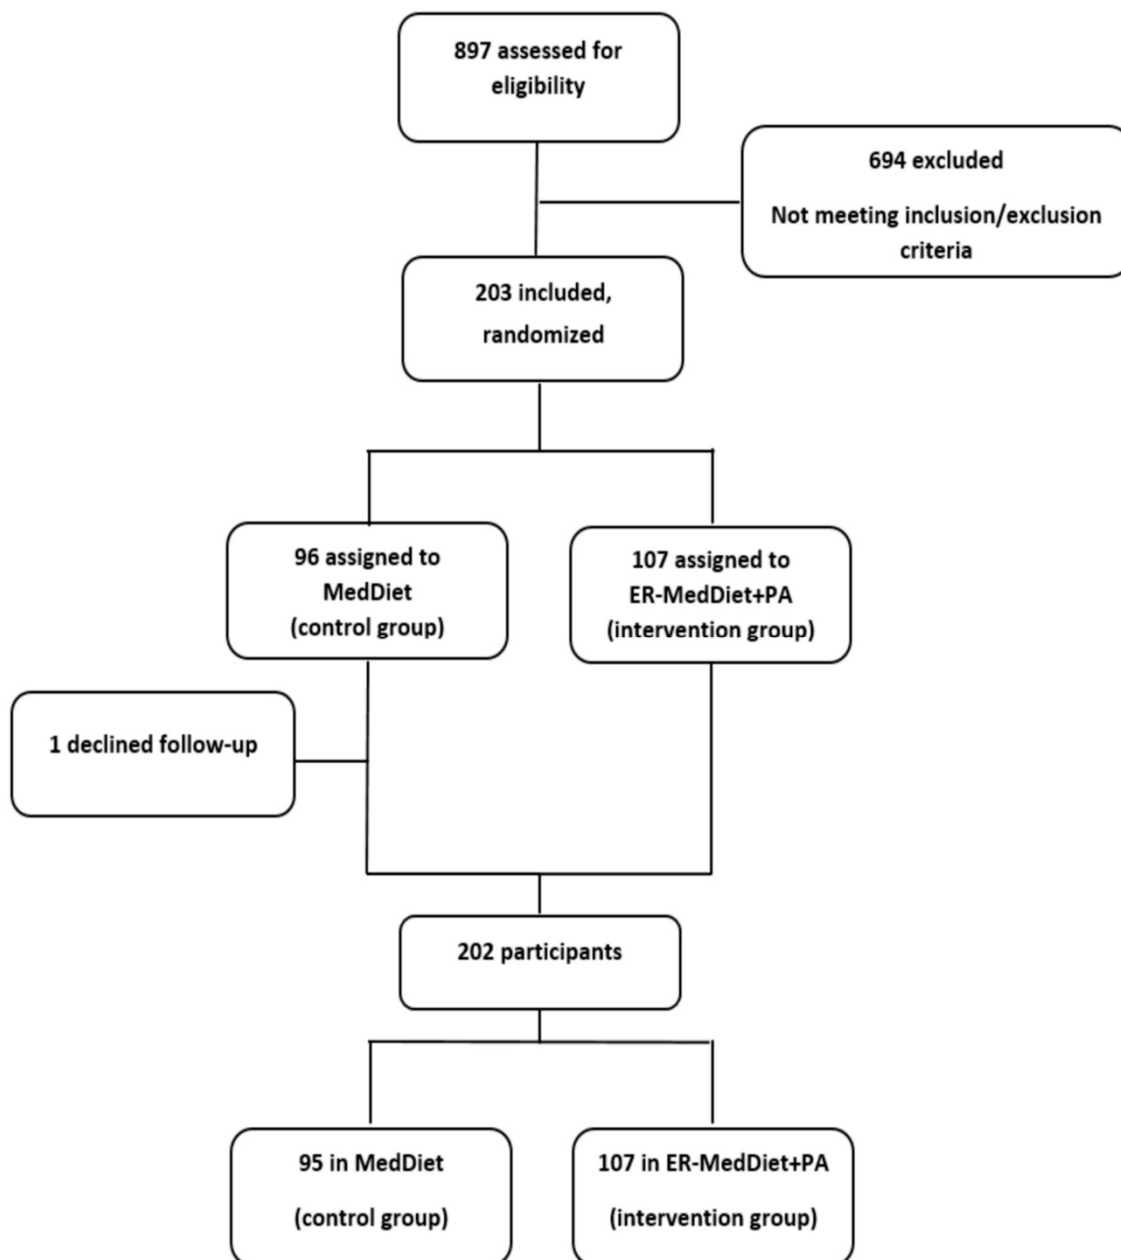 897 assessed for
eligibility
694 excluded
Not meeting inclusion/exclusion
criteria
203 included,
randomized
96 assigned to
MedDiet
(control group)
107 assigned to
ER-MedDiet+PA
(intervention group)
1 declined follow-up
202 participants
95 in MedDiet
(control group)
107 in ER-MedDiet+PA
(intervention group)